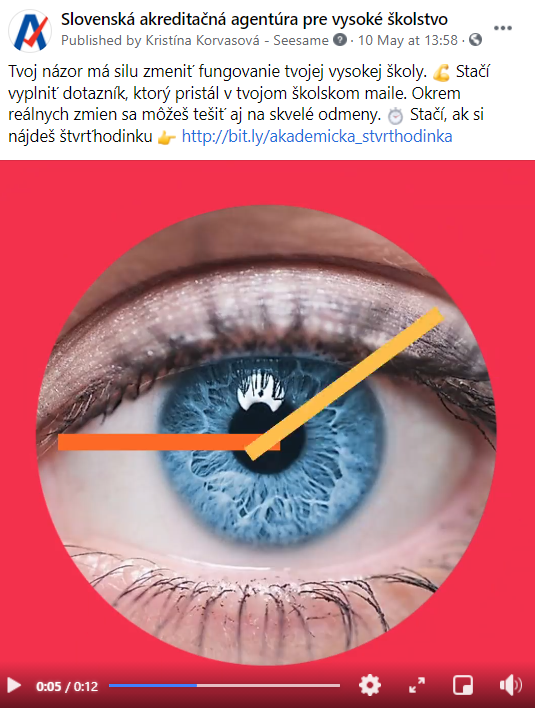 Slovenská akreditačná agentúra pre vysoké školstvo
Published by Kristína Korvasová - Seesame ? · 10 May at 13:58 ·
Tvoj názor má silu zmeniť fungovanie tvojej vysokej školy. 💪 Stačí
vyplniť dotazník, ktorý pristál v tvojom školskom maile. Okrem
reálnych zmien sa môžeš tešiť aj na skvelé odmeny. ⏱️ Stačí, ak si
nájdeš štvrťhodinku 👉 http://bit.ly/akademicka_stvrthodinka
0:05 / 0:12